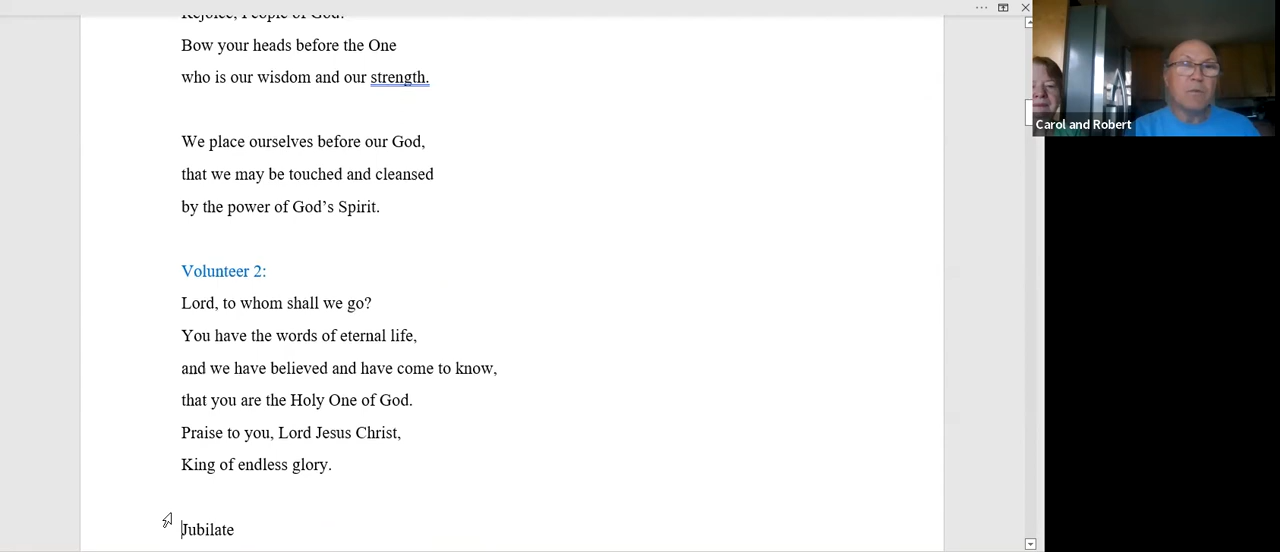 Rejoice, People of God!
Bow your heads before the One
who is our wisdom and our strength.
We place ourselves before our God,
that we may be touched and cleansed
by the power of God’s Spirit.
Volunteer 2:
Lord, to whom shall we go?
You have the words of eternal life,
and we have believed and have come to know,
that you are the Holy One of God.
Praise to you, Lord Jesus Christ,
King of endless glory.
Jubilate
Carol and Robert